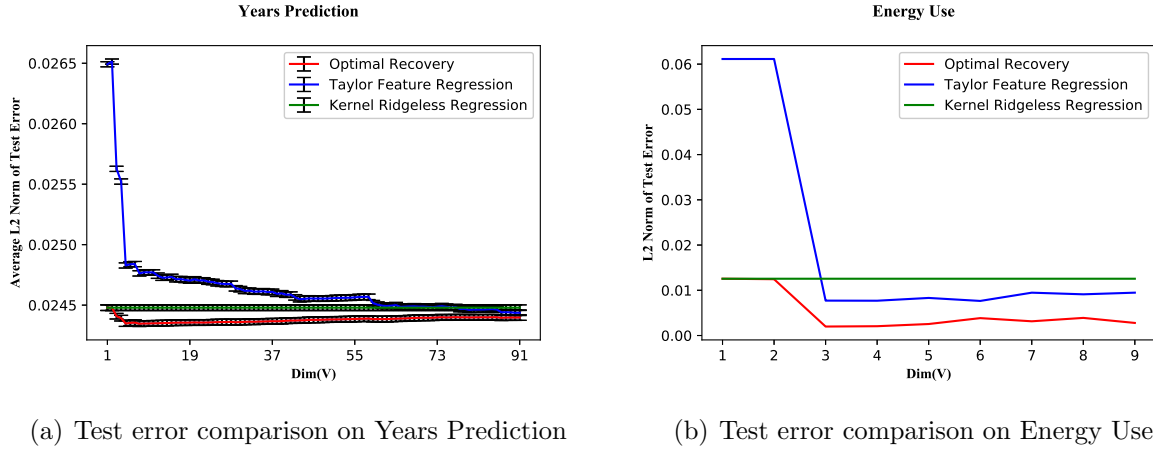 Years Prediction
Average L2 Norm of Test Error
0.0265
0.0260
0.0255
0.0250
0.0245
Optimal Recovery
Taylor Feature Regression
Kernel Ridgeless Regression
1 19 37 55 73 91
Dim(V)
(a) Test error comparison on Years Prediction
Energy Use
L2 Norm of Test Error
0.06
0.05
0.04
0.03
0.02
0.01
0.00
Optimal Recovery
Taylor Feature Regression
Kernel Ridgeless Regression
1 2 3 4 5 6 7 8 9
Dim(V)
(b) Test error comparison on Energy Use